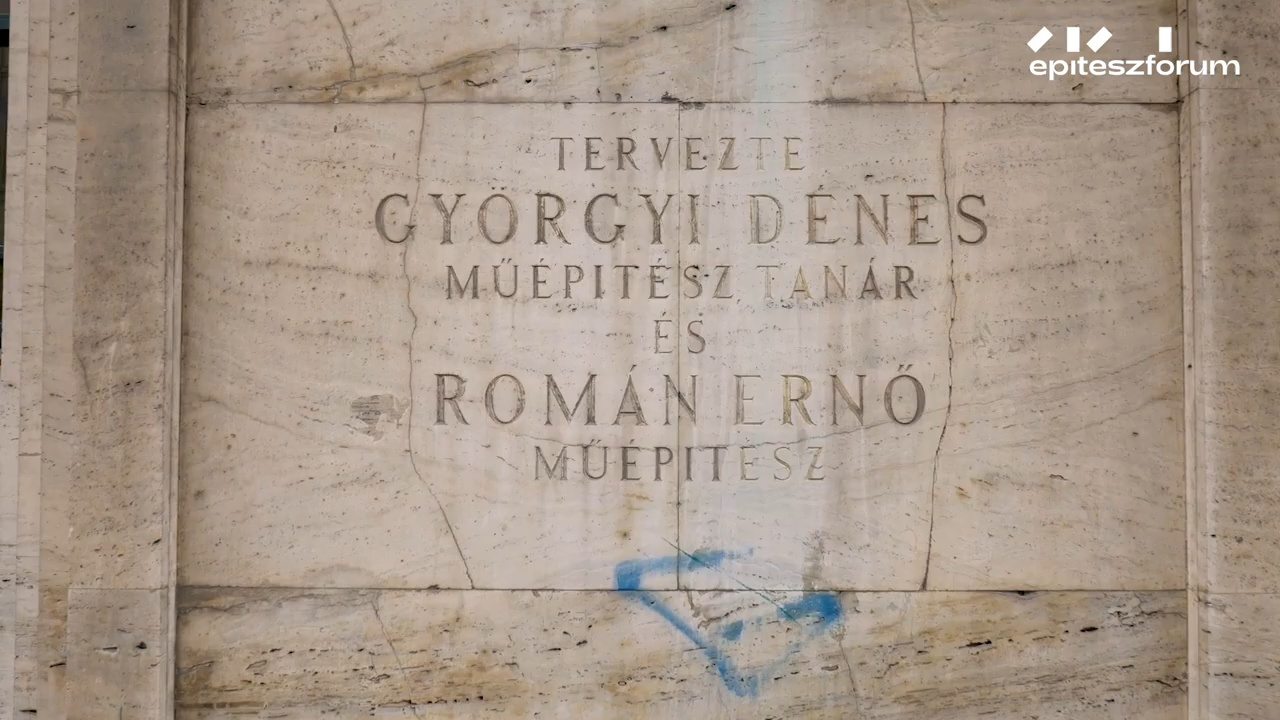 epiteszforum
TERVEZTE
GYÖRGYI DÉNES
MŰÉPITÉSZ TANÁR
ÉS
ROMÁN ERNŐ
MŰÉPITÉSZ